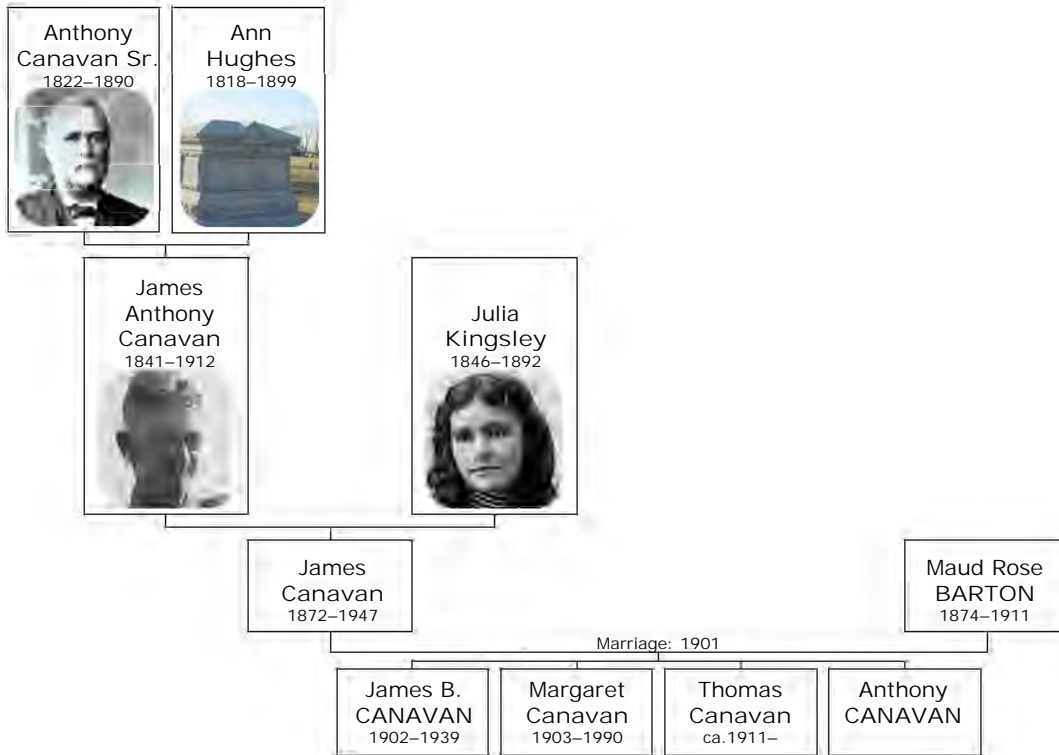 Anthony
Canavan Sr.
1822–1890
Ann
Hughes
1818–1899
James
Anthony
Canavan
1841–1912
Julia
Kingsley
1846–1892
James
Canavan
1872–1947
Maud Rose
BARTON
1874–1911
Marriage: 1901
James B.
CANAVAN
1902–1939
Margaret
Canavan
1903–1990
Thomas
Canavan
ca.1911–
Anthony
CANAVAN